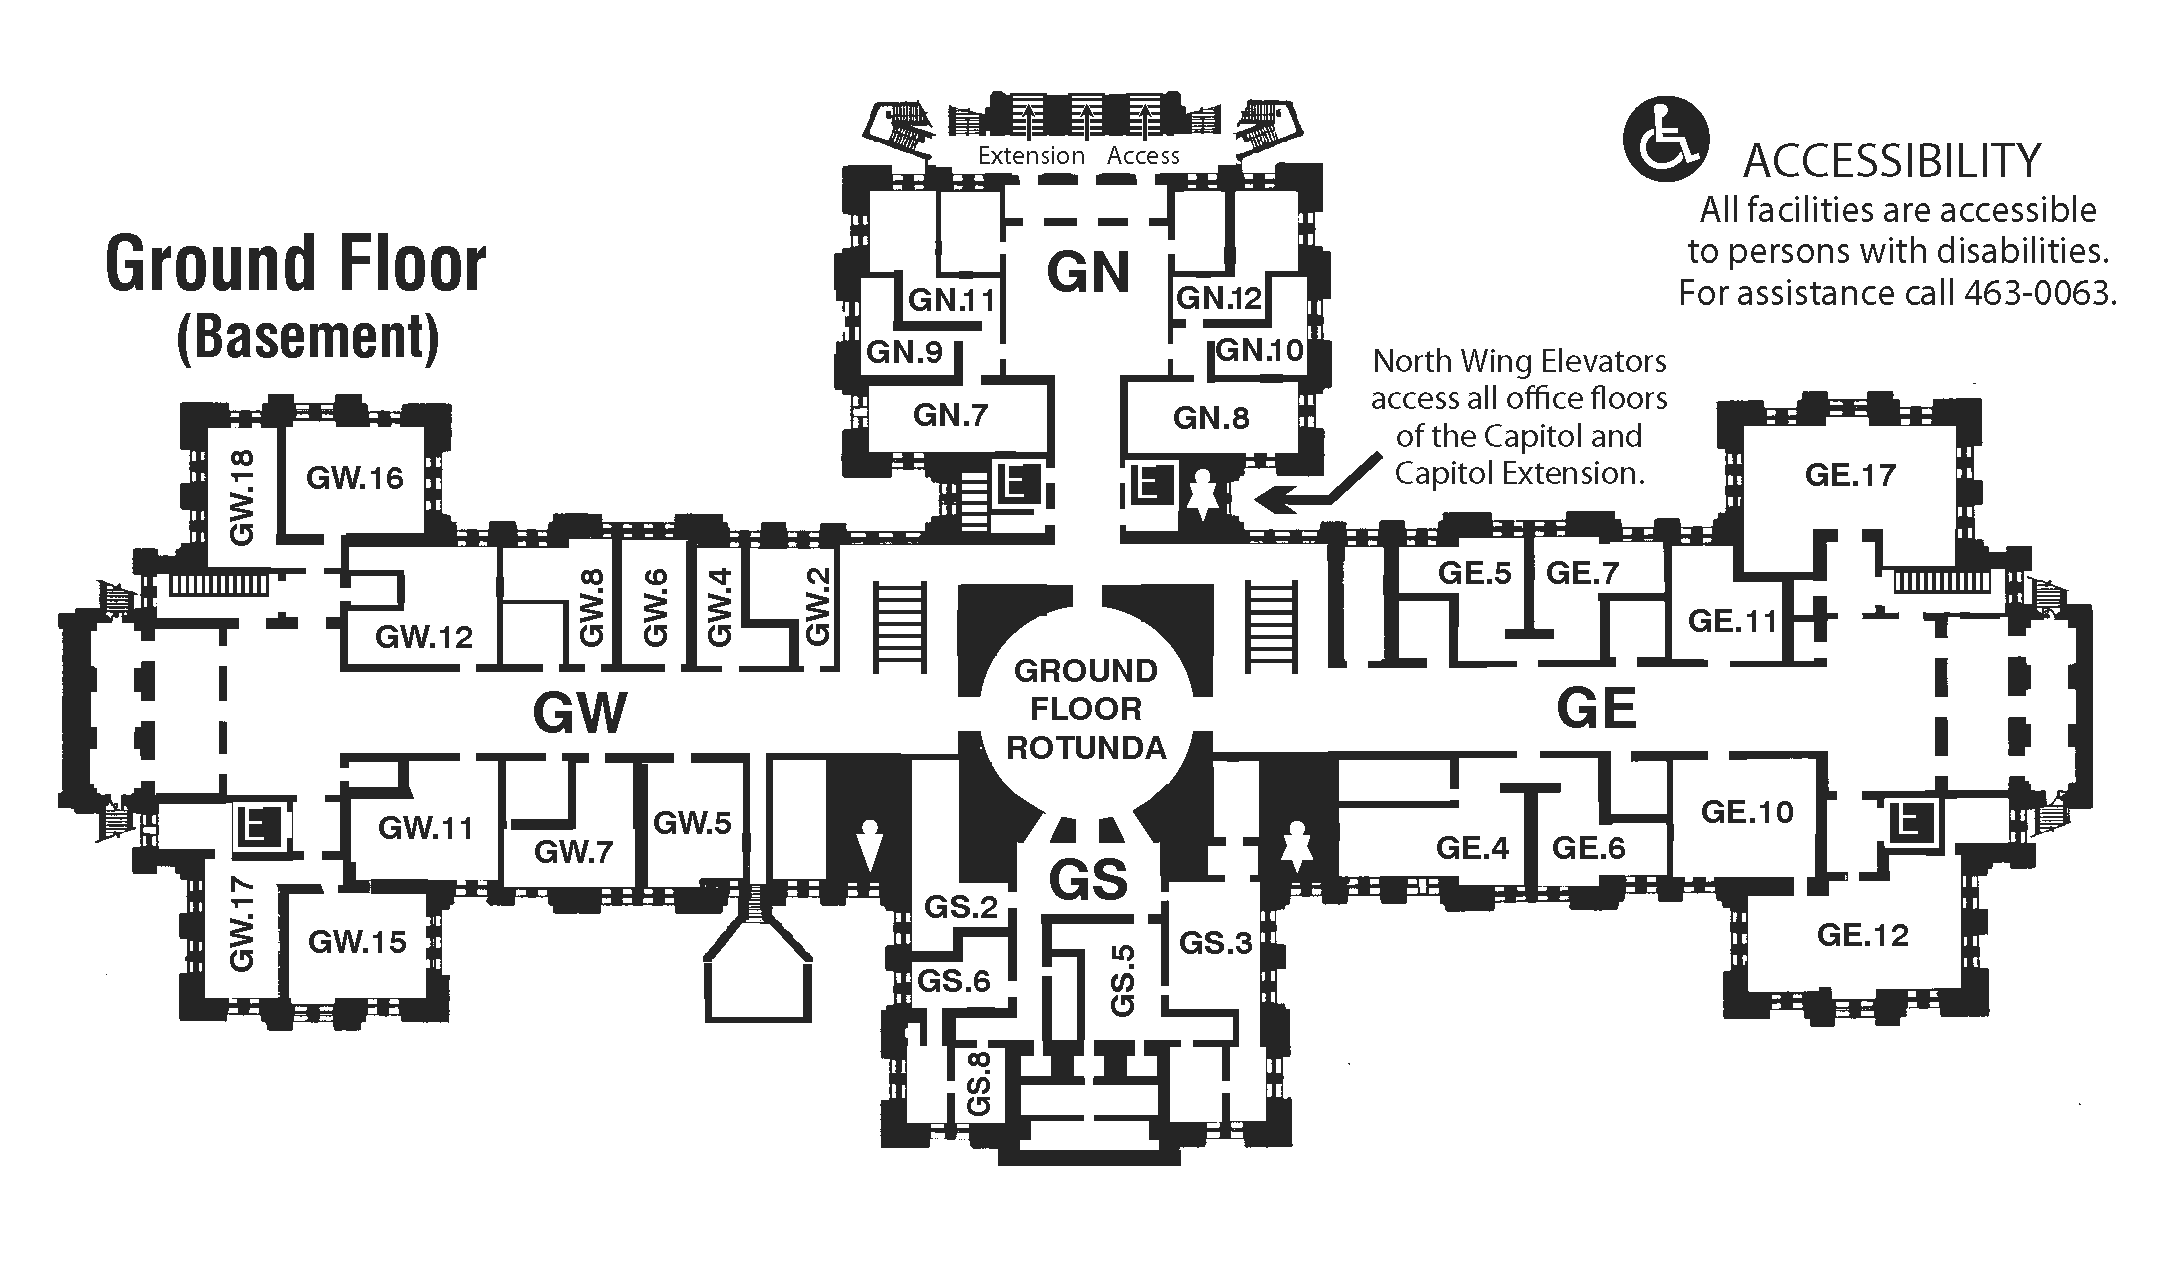 Extension Access
ACCESSIBILITY
All facilities are accessible
to persons with disabilities.
For assistance call 463-0063.
Ground Floor
(Basement)
GN
GN.11
GN.12
GN.9
GN.10
GN.7
GN.8
North Wing Elevators
access all office floors
of the Capitol and
Capitol Extension.
E
E
GW.18
GW.16
GE.17
GW.12
GW.8
GW.6
GW.4
GW.2
GE.5
GE.7
GE.11
GROUND
FLOOR
ROTUNDA
GW
GE
E
GW.11
GW.7
GW.5
GS
GE.4
GE.6
GE.10
E
GW.17
GW.15
GS.2
GS.3
GE.12
GS.6
GS.5
GS.8